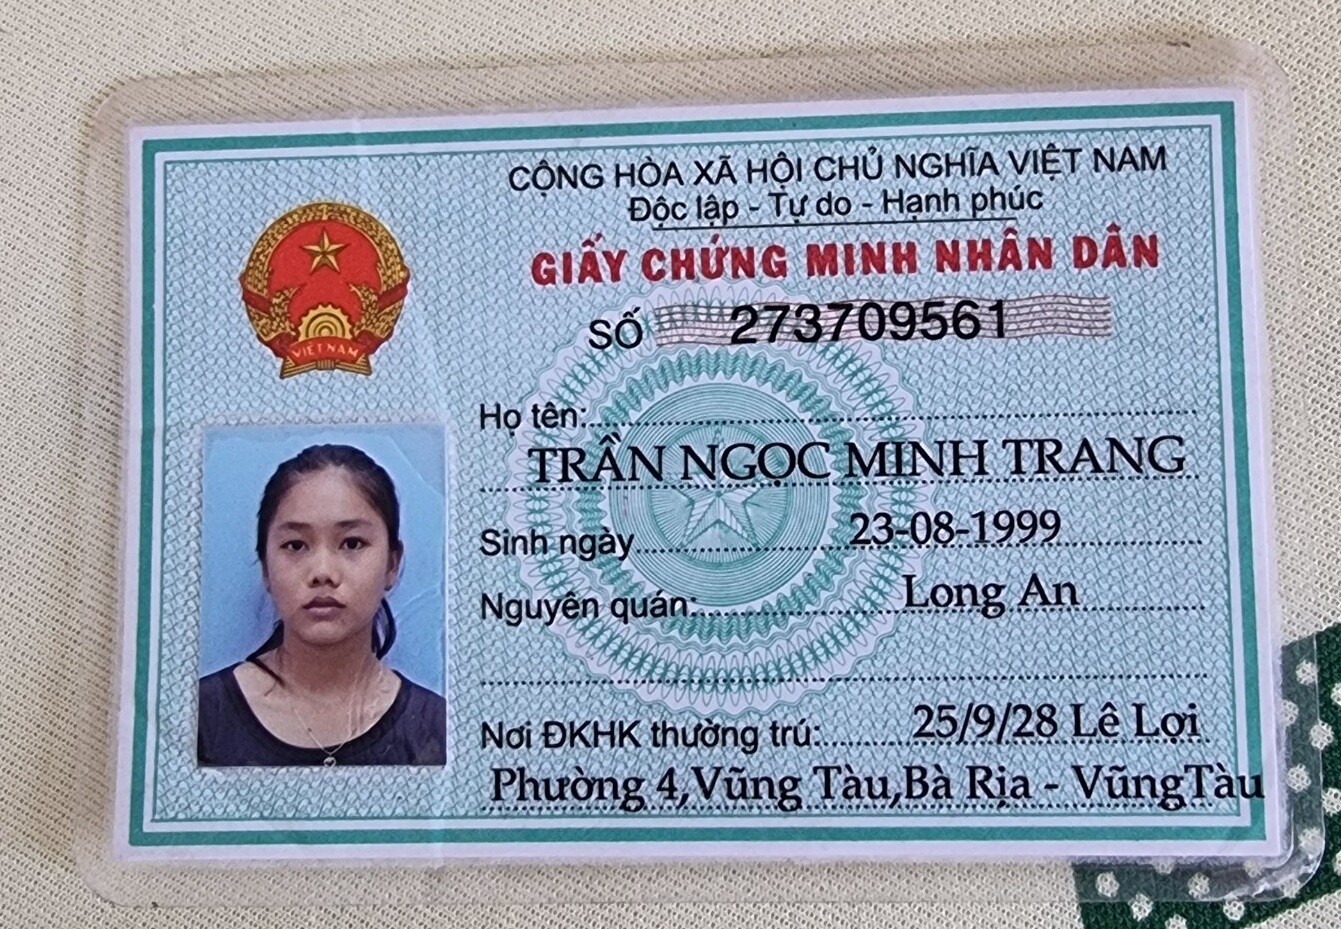 CỘNG HÒA XÃ HỘI CHỦ NGHĨA VIỆT NAM
Độc lập - Tự do - Hạnh phúc
GIẤY CHỨNG MINH NHÂN DÂN
SỐ 273709561
VIỆT NAM
Họ tên:
TRẦN NGỌC MINH TRANG
Sinh ngày 23-08-1999
Nguyên quán: Long An
Nơi ĐKHK thường trú: 25/9/28 Lê Lợi
Phường 4,Vũng Tàu,Bà Rịa - VũngTàu